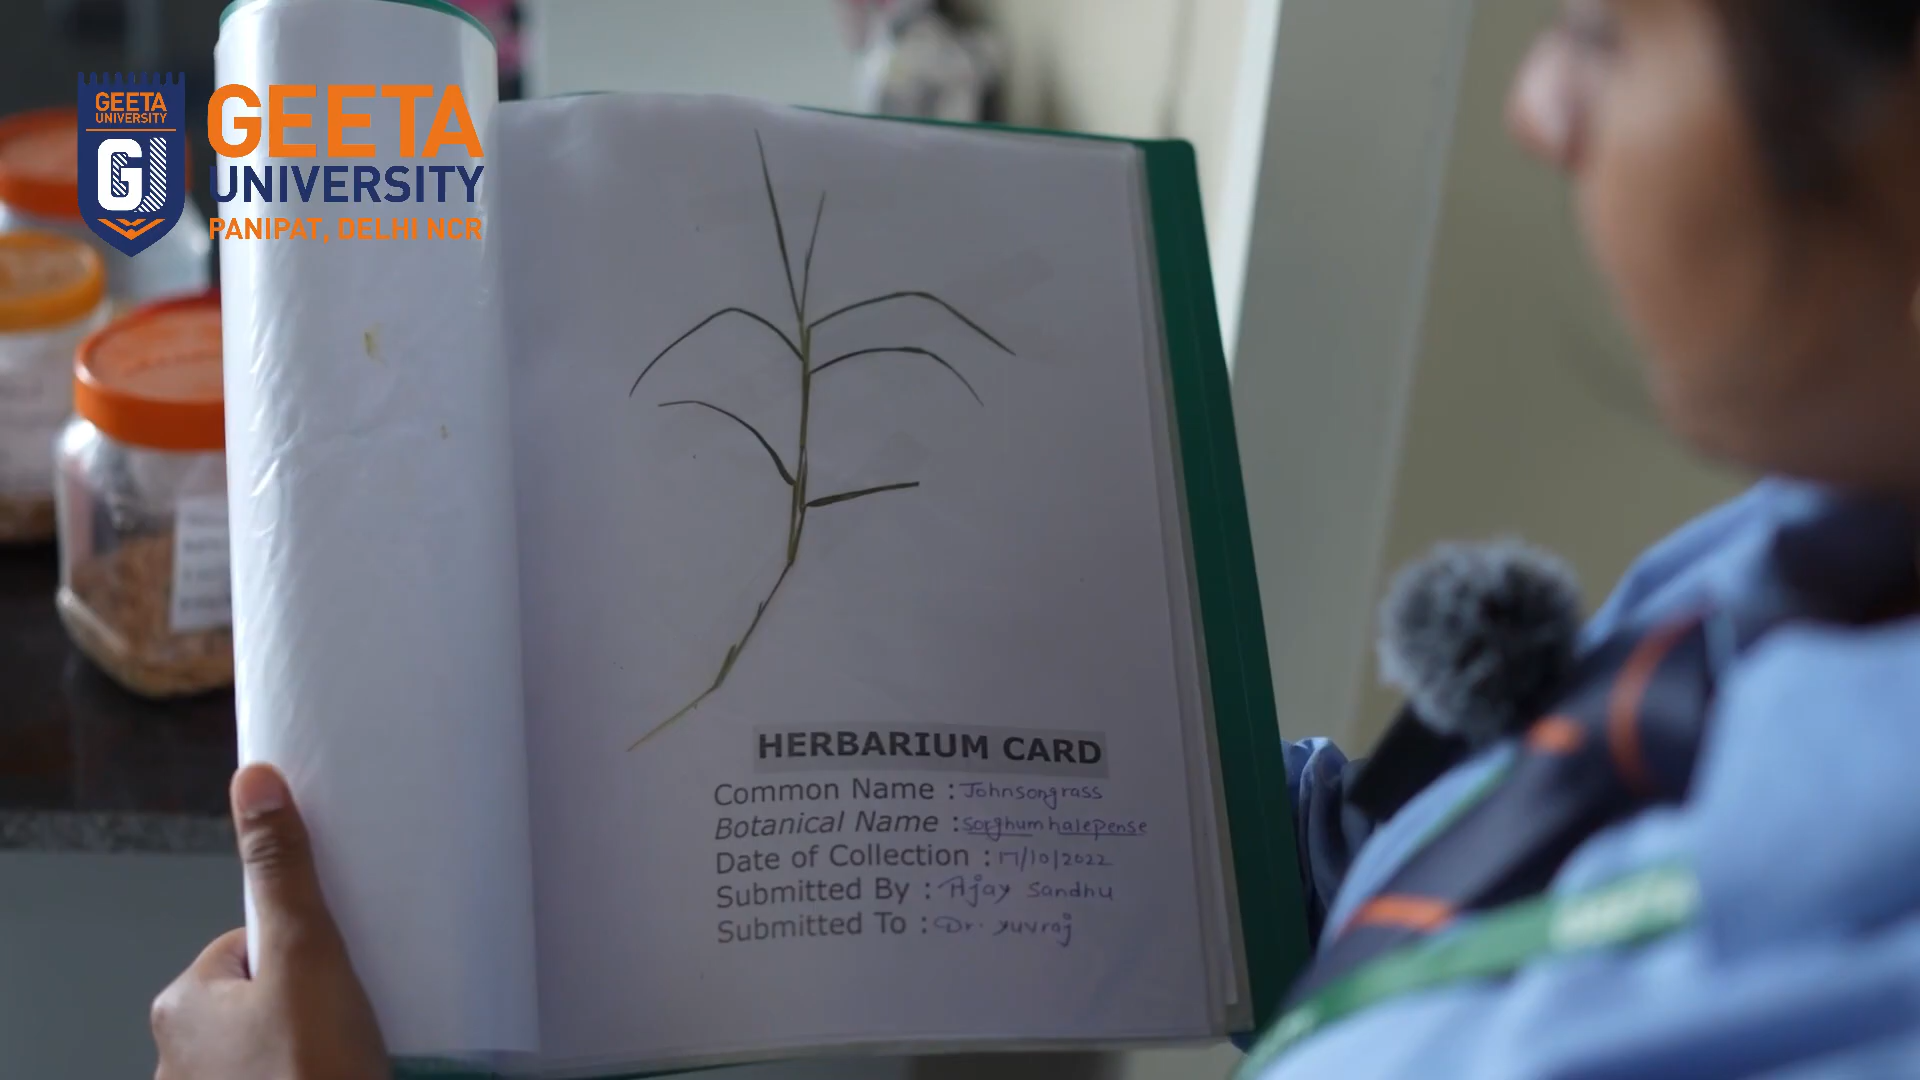 GEETA
UNIVERSITY
GU
GEETA
UNIVERSITY
PANIPAT, DELHI NCR
HERBARIUM CARD
Common Name : Johnsongrass
Botanical Name : Sorghum halepense
Date of Collection : 17/10/2022
Submitted By : Ajay Sandhu
Submitted To : Dr. yuvraj